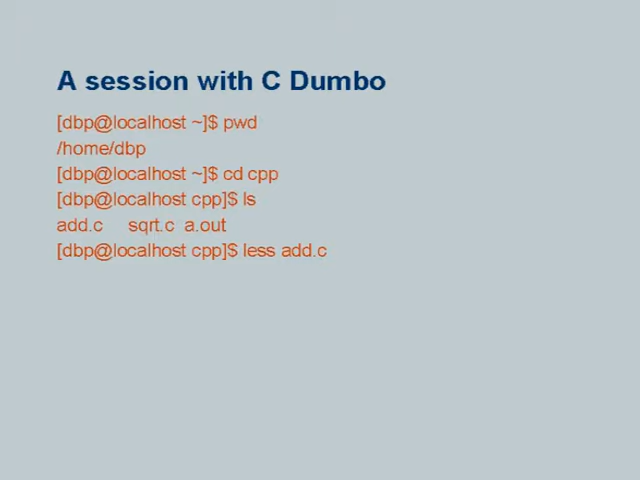 A session with C Dumbo
[dbp@localhost ~]$ pwd
/home/dbp
[dbp@localhost ~]$ cd cpp
[dbp@localhost cpp]$ ls
add.c     sqrt.c  a.out
[dbp@localhost cpp]$ less add.c